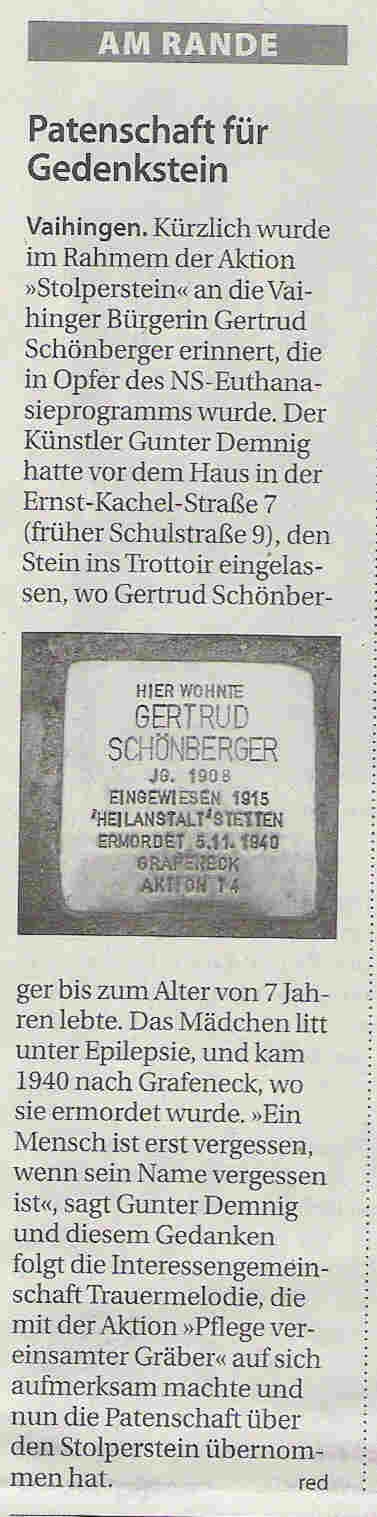 AM RANDE
Patenschaft für
Gedenkstein
Vaihingen. Kürzlich wurde
im Rahmem der Aktion
»Stolperstein« an die Vai-
hinger Bürgerin Gertrud
Schönberger erinnert, die
in Opfer des NS-Euthana-
sieprogramms wurde. Der
Künstler Gunter Demnig
hatte vor dem Haus in der
Ernst-Kachel-Straße 7
(früher Schulstraße 9), den
Stein ins Trottoir eingelas-
sen, wo Gertrud Schönber-
HIER WOHNTE
GERTRUD
SCHÖNBERGER
JG. 1908
EINGEWIESEN 1915
'HEILANSTALT' STETTEN
ERMORDET 5.11.1940
GRAFENECK
AKTION T4
ger bis zum Alter von 7 Jah-
ren lebte. Das Mädchen litt
unter Epilepsie, und kam
1940 nach Grafeneck, wo
sie ermordet wurde. »Ein
Mensch ist erst vergessen,
wenn sein Name vergessen
ist«, sagt Gunter Demnig
und diesem Gedanken
folgt die Interessengemein-
schaft Trauermelodie, die
mit der Aktion »Pflege ver-
einsamter Gräber« auf sich
aufmerksam machte und
nun die Patenschaft über
den Stolperstein übernom-
men hat. red